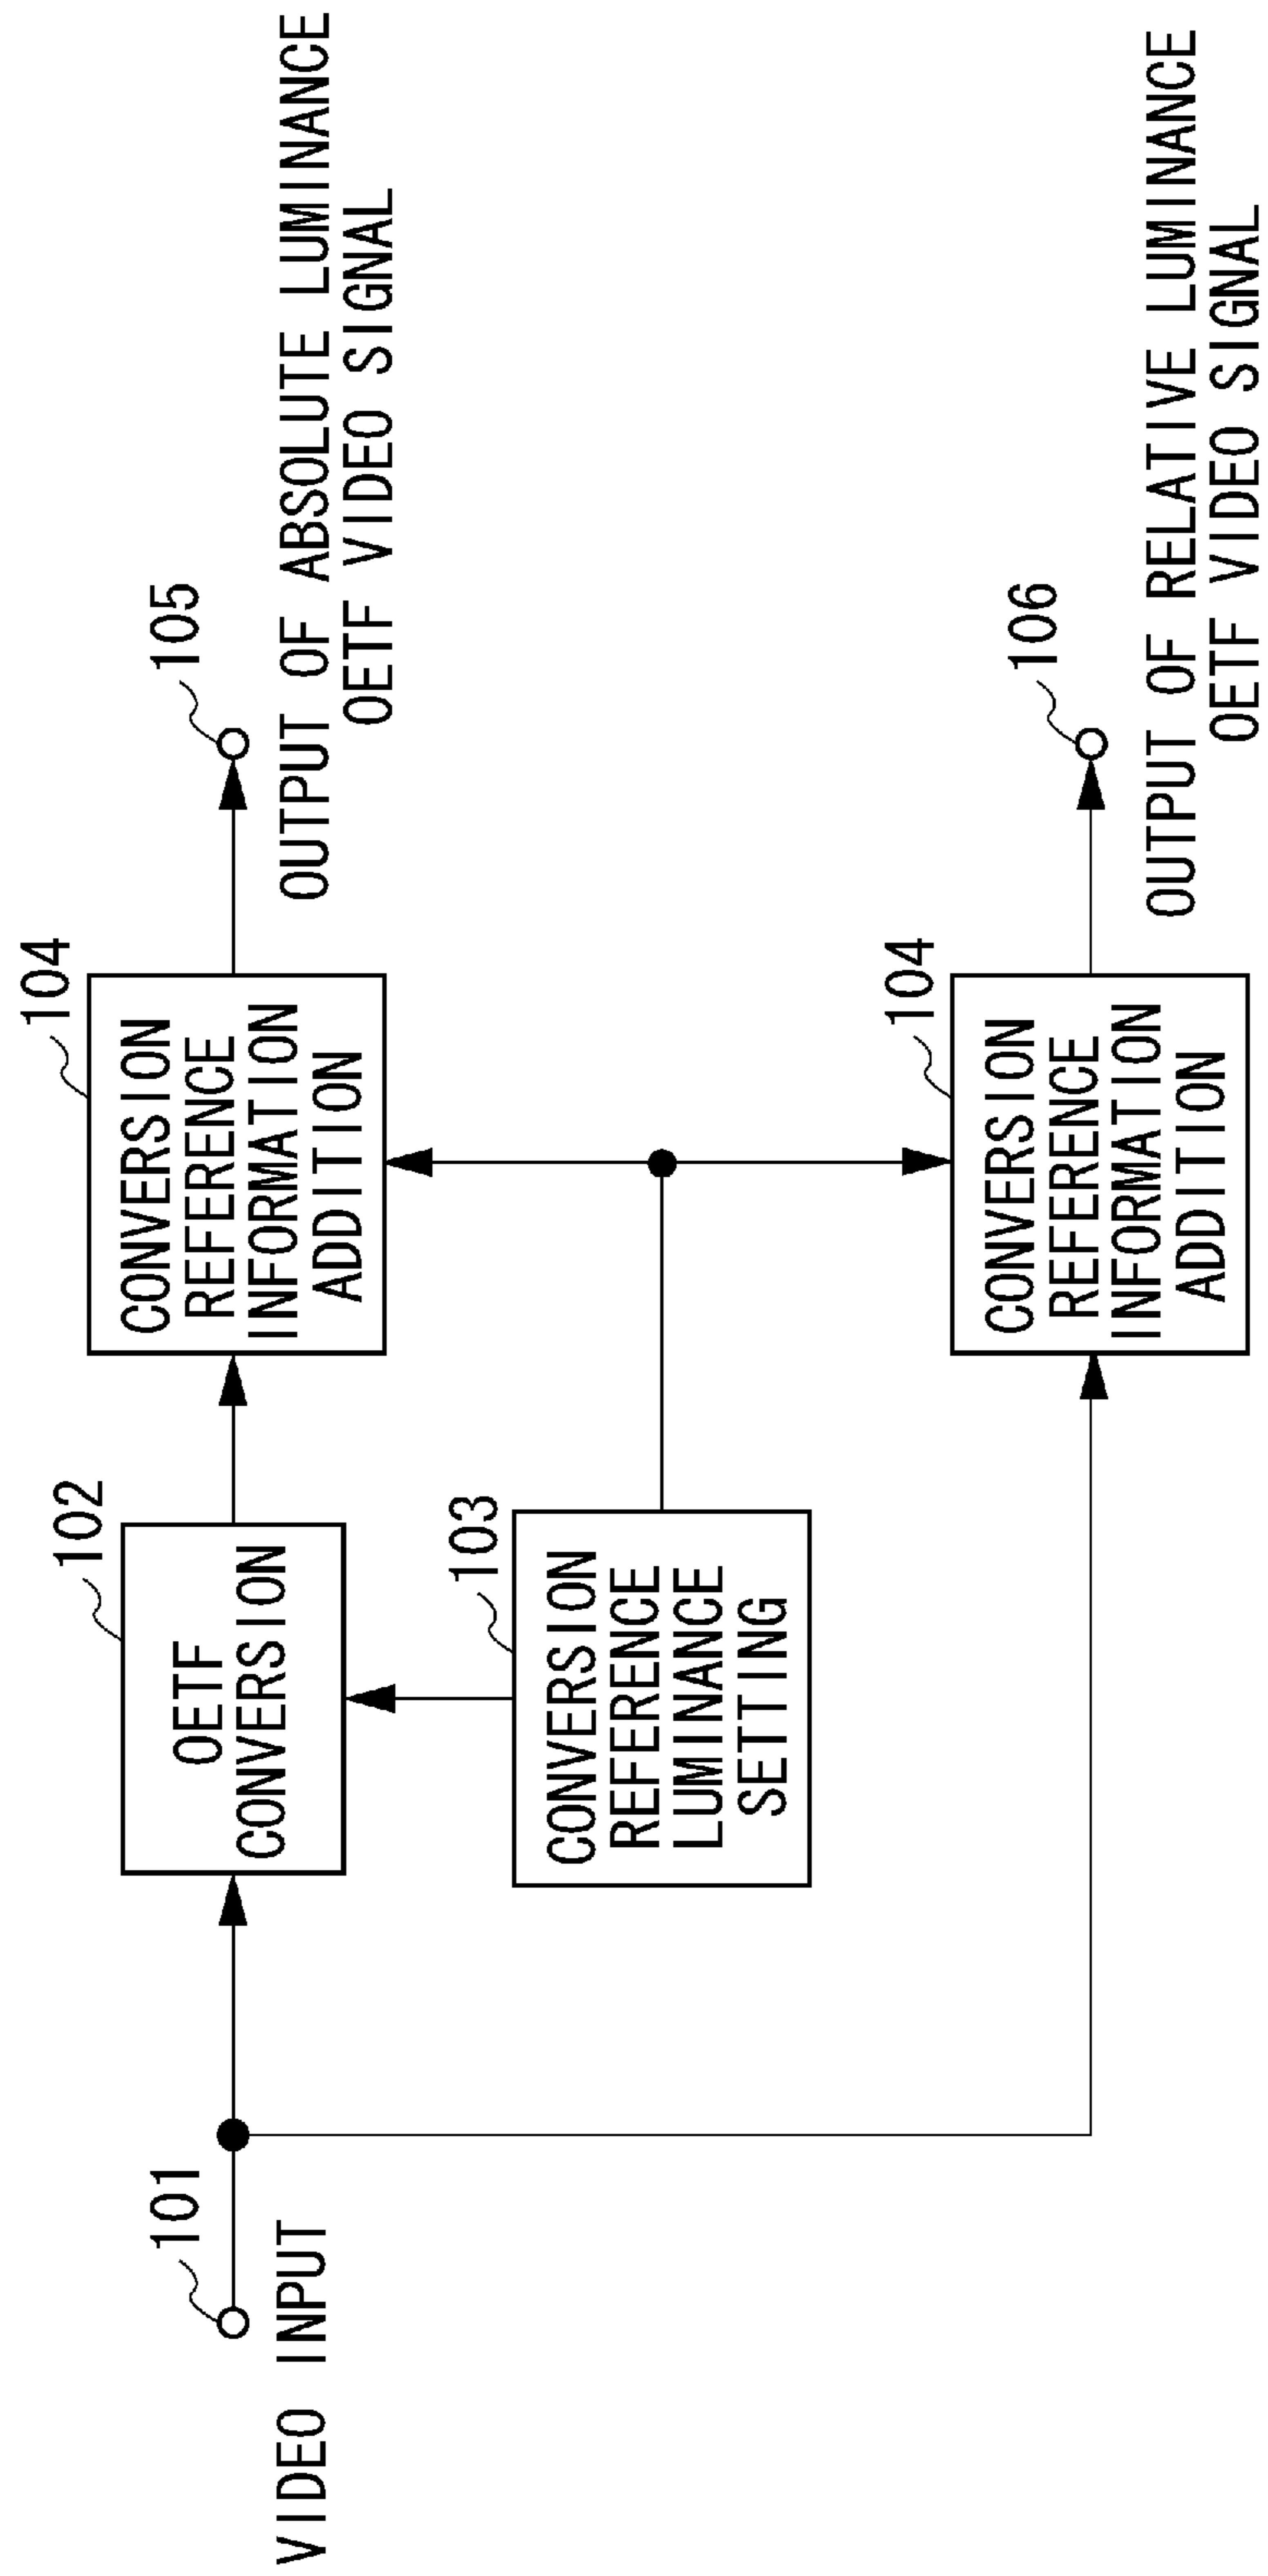 101
VIDEO INPUT
102
OETF
CONVERSION
103
CONVERSION
REFERENCE
LUMINANCE
SETTING
104
CONVERSION
REFERENCE
INFORMATION
ADDITION
105
OUTPUT OF ABSOLUTE LUMINANCE
OETF VIDEO SIGNAL
104
CONVERSION
REFERENCE
INFORMATION
ADDITION
106
OUTPUT OF RELATIVE LUMINANCE
OETF VIDEO SIGNAL